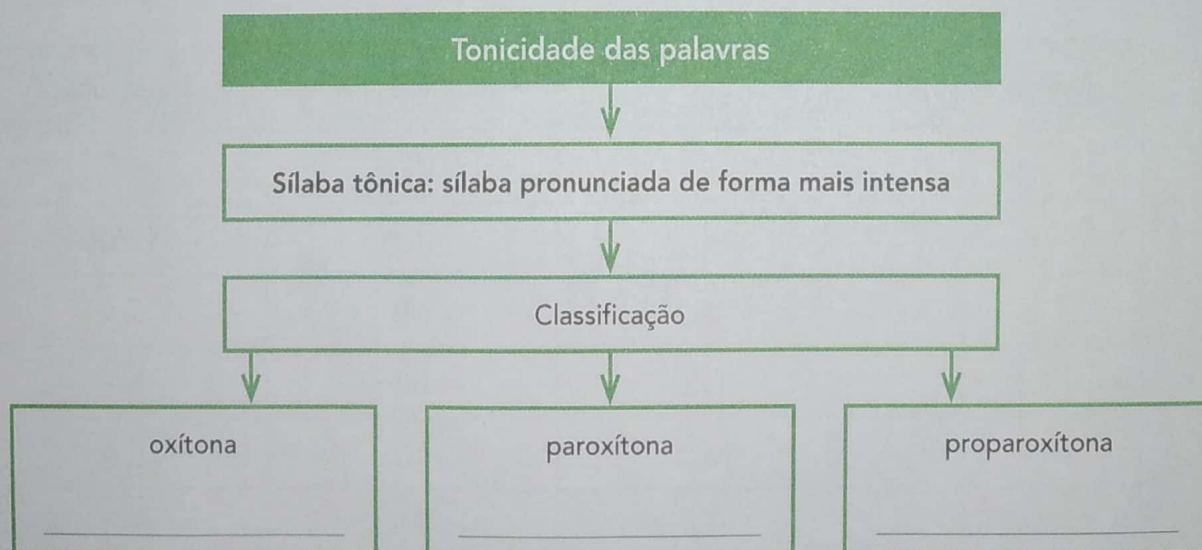 Tonicidade das palavras
Sílaba tônica: sílaba pronunciada de forma mais intensa
Classificação
oxítona
paroxítona
proparoxítona